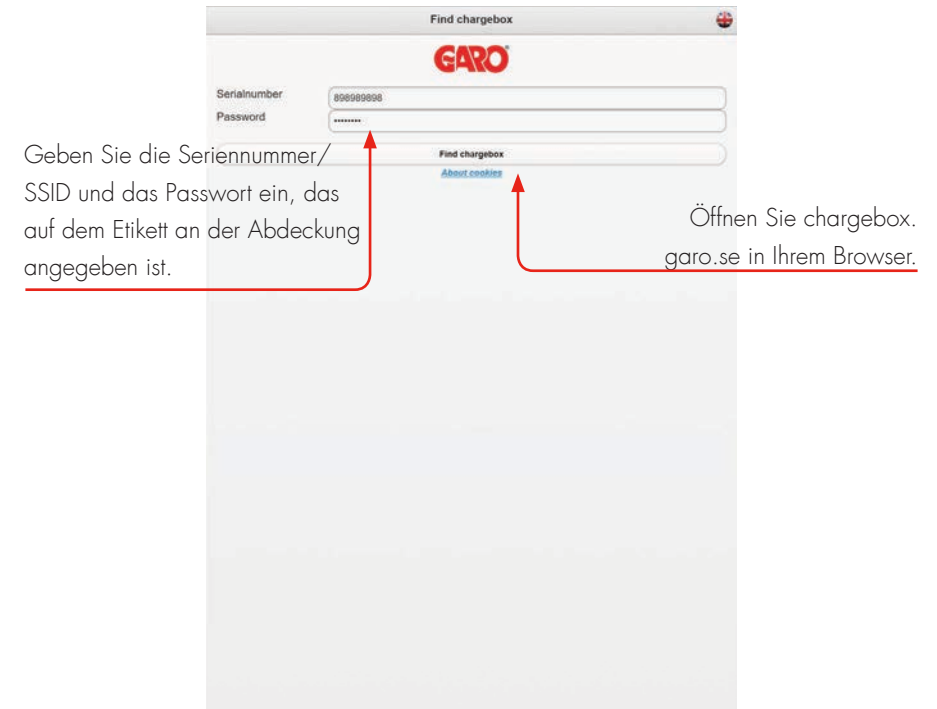 Find chargebox
GARO
Serialnumber
898989898
Password
••••••••
Find chargebox
About cookies
Geben Sie die Seriennummer/
SSID und das Passwort ein, das
auf dem Etikett an der Abdeckung
angegeben ist.
Öffnen Sie chargebox.
garo.se in Ihrem Browser.